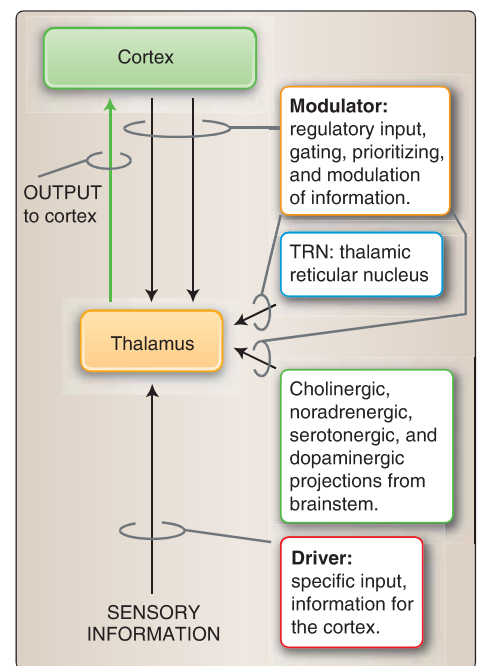 Cortex
Modulator:
regulatory input,
gating, prioritizing,
and modulation
of information.
OUTPUT
to cortex
TRN: thalamic
reticular nucleus
Thalamus
Cholinergic,
noradrenergic,
serotonergic, and
dopaminergic
projections from
brainstem.
Driver:
specific input,
information for
the cortex.
SENSORY
INFORMATION